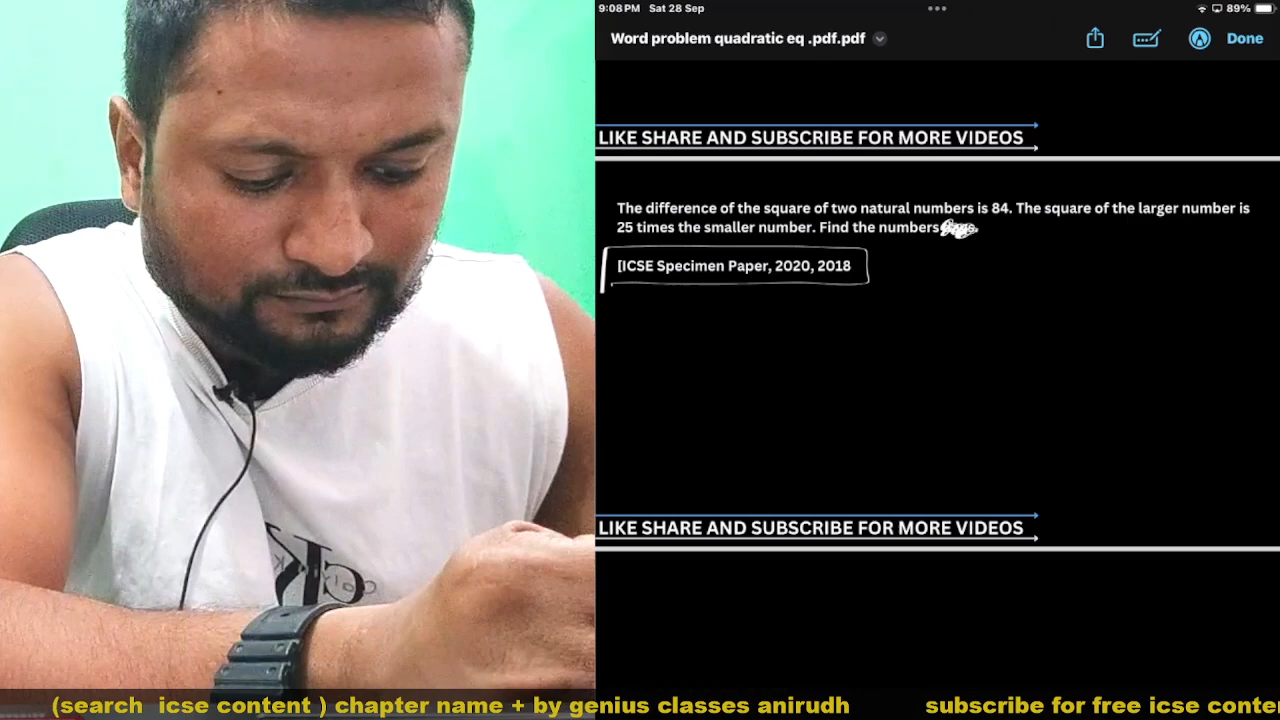 9:08 PM Sat 28 Sep
89%
Word problem quadratic eq .pdf.pdf
Done
LIKE SHARE AND SUBSCRIBE FOR MORE VIDEOS
The difference of the square of two natural numbers is 84. The square of the larger number is
25 times the smaller number. Find the numbers
[ICSE Specimen Paper, 2020, 2018
LIKE SHARE AND SUBSCRIBE FOR MORE VIDEOS
CK
(search icse content ) chapter name + by genius classes anirudh
subscribe for free icse conte